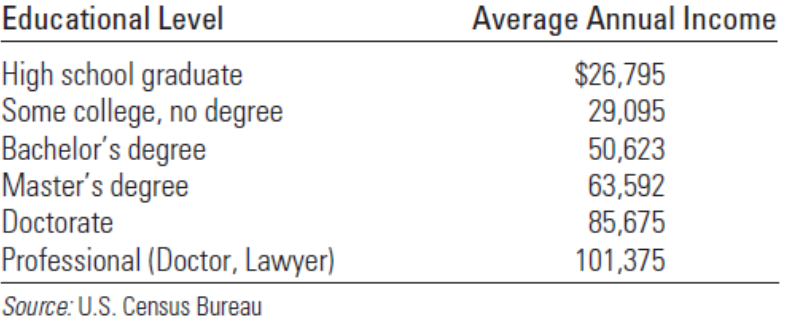 Educational Level Average Annual Income
High school graduate $26,795
Some college, no degree 29,095
Bachelor's degree 50,623
Master's degree 63,592
Doctorate 85,675
Professional (Doctor, Lawyer) 101,375
Source: U.S. Census Bureau